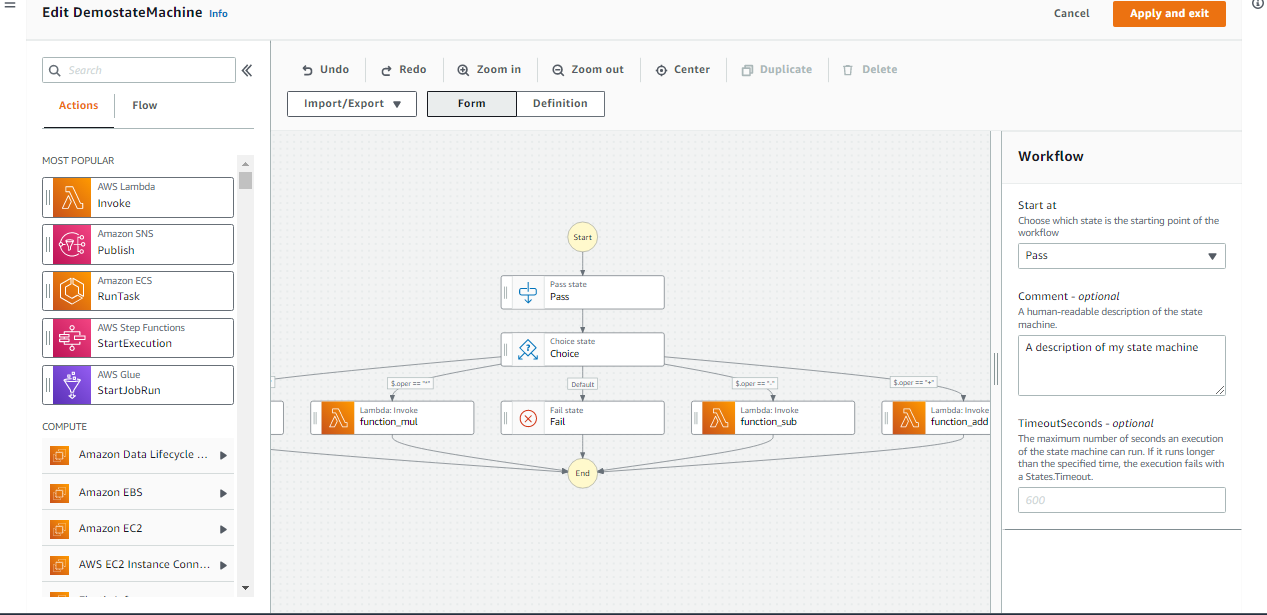 Edit DemostateMachine Info
Cancel
Apply and exit
Search
Actions
Flow
MOST POPULAR
AWS Lambda
Invoke
Amazon SNS
Publish
Amazon ECS
RunTask
AWS Step Functions
StartExecution
AWS Glue
StartJobRun
COMPUTE
Amazon Data Lifecycle ...
Amazon EBS
Amazon EC2
AWS EC2 Instance Conn...
Undo
Redo
Zoom in
Zoom out
Center
Duplicate
Delete
Import/Export
Form
Definition
Start
Pass state
Pass
Choice state
Choice
$.oper == "*"
Default
$.oper == "-"
$.oper == "+"
Lambda: Invoke
function_mul
Fail state
Fail
Lambda: Invoke
function_sub
Lambda: Invoke
function_add
End
Workflow
Start at
Choose which state is the starting point of the
workflow
Pass
Comment - optional
A human-readable description of the state
machine.
A description of my state machine
TimeoutSeconds - optional
The maximum number of seconds an execution
of the state machine can run. If it runs longer
than the specified time, the execution fails with
a States.Timeout.
600